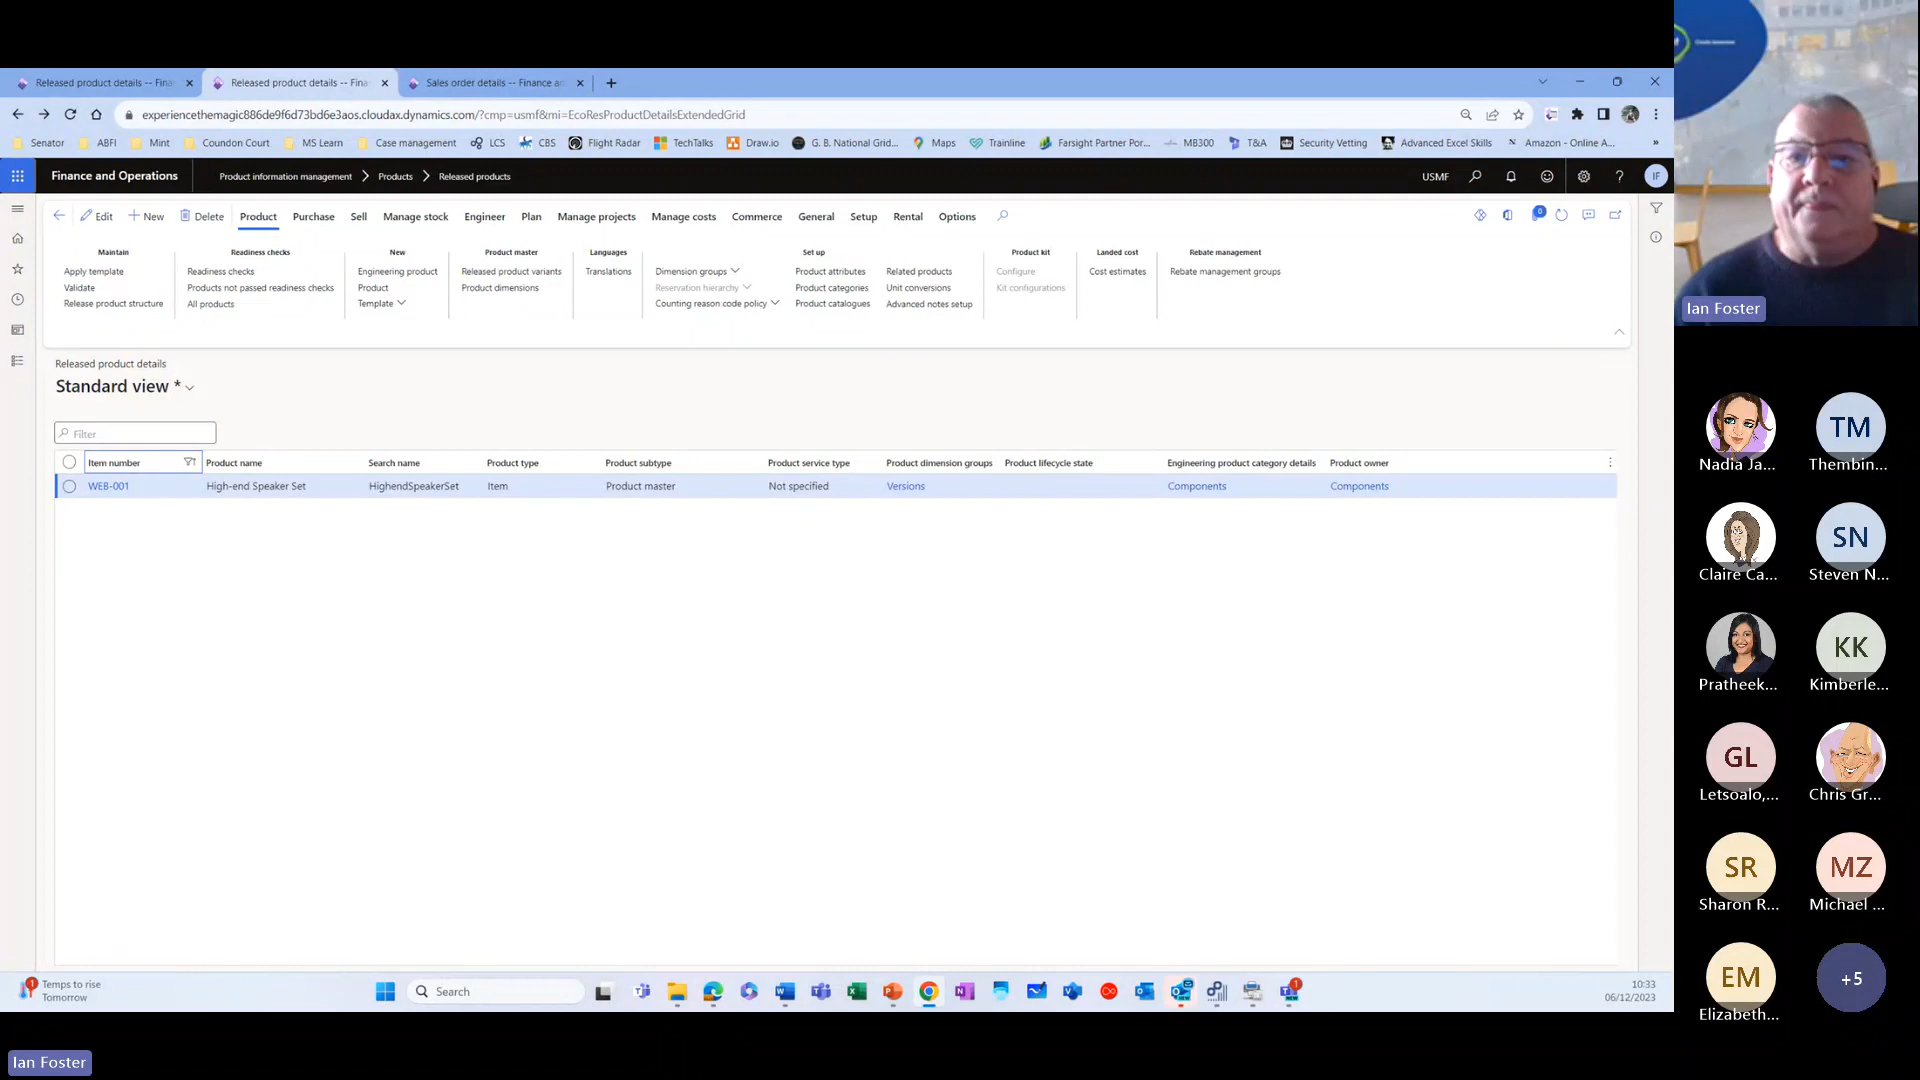 Released product details -- Fina
Released product details -- Fina
Sales order details -- Finance an
experiencethemagic886de9f6d73bd6e3aos.cloudax.dynamics.com/?cmp=usmf&mi=EcoResProductDetailsExtendedGrid
Senator
ABFI
Mint
Coundon Court
MS Learn
Case management
LCS
CBS
Flight Radar
TechTalks
Draw.io
G. B. National Grid...
Maps
Trainline
Farsight Partner Por...
MB300
T&A
Security Vetting
Advanced Excel Skills
Amazon - Online A...
»
Finance and Operations
Product information management
Products
Released products
USMF
?
IF
Edit
New
Delete
Product
Purchase
Sell
Manage stock
Engineer
Plan
Manage projects
Manage costs
Commerce
General
Setup
Rental
Options
0
Maintain
Apply template
Validate
Release product structure
Readiness checks
Readiness checks
Products not passed readiness checks
All products
New
Engineering product
Product
Template
Product master
Released product variants
Product dimensions
Languages
Translations
Set up
Dimension groups
Reservation hierarchy
Counting reason code policy
Product attributes
Product categories
Product catalogues
Related products
Unit conversions
Advanced notes setup
Product kit
Configure
Kit configurations
Landed cost
Cost estimates
Rebate management
Rebate management groups
Released product details
Standard view *
Filter
Item number
Product name
Search name
Product type
Product subtype
Product service type
Product dimension groups
Product lifecycle state
Engineering product category details
Product owner
WEB-001
High-end Speaker Set
HighendSpeakerSet
Item
Product master
Not specified
Versions
Components
Components
1
Temps to rise
Tomorrow
Search
1
10:33
06/12/2023
Ian Foster
Ian Foster
Nadia Ja...
TM
Thembin...
Claire Ca...
SN
Steven N...
Pratheek...
KK
Kimberle...
GL
Letsoalo,...
Chris Gr...
SR
Sharon R...
MZ
Michael ...
EM
Elizabeth...
+5